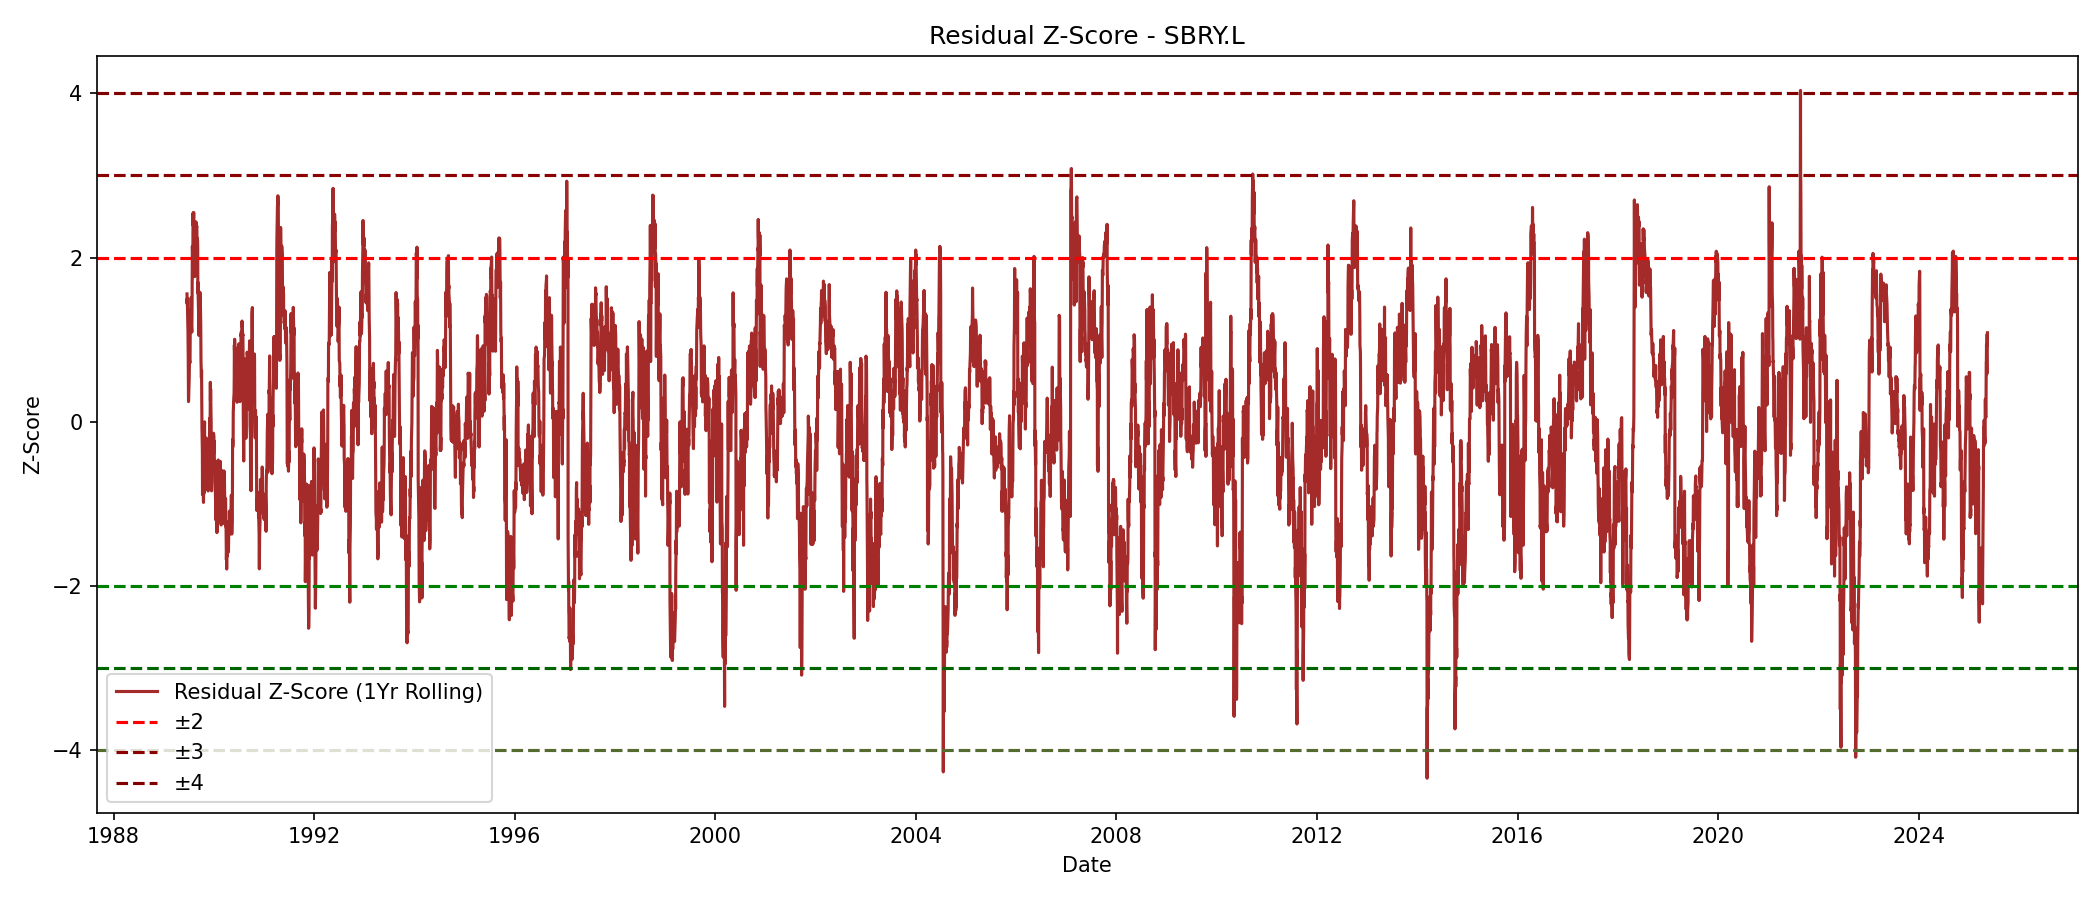 Residual Z-Score - SBRY.L
Z-Score
4
2
0
−2
−4
Residual Z-Score (1Yr Rolling)
±2
±3
±4
1988 1992 1996 2000 2004 2008 2012 2016 2020 2024
Date